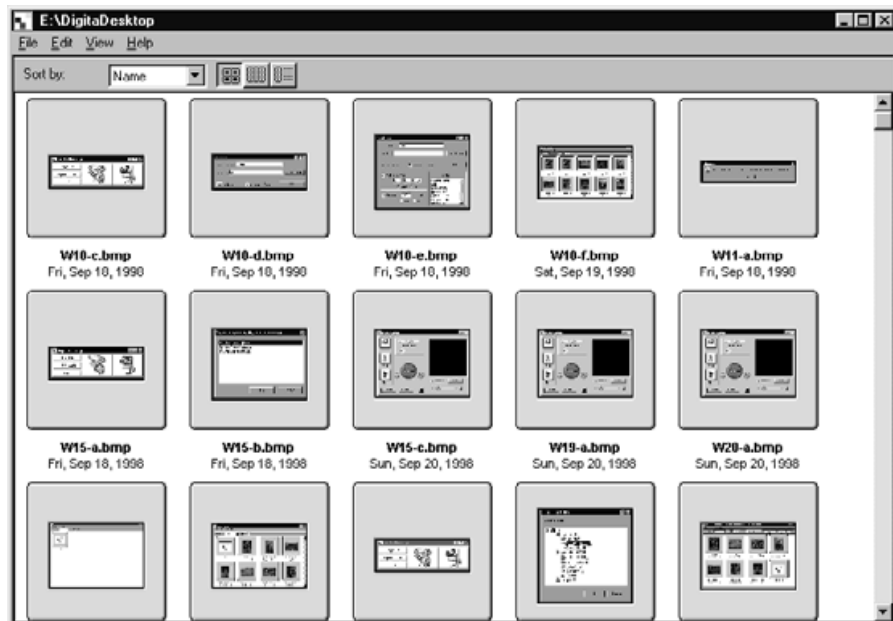 E:\DigitaDesktop
File Edit View Help
Sort by: Name
W10-c.bmp W10-d.bmp W10-e.bmp W10-f.bmp W11-a.bmp
Fri, Sep 18, 1998 Fri, Sep 18, 1998 Fri, Sep 18, 1998 Sat, Sep 19, 1998 Fri, Sep 18, 1998
W15-a.bmp W15-b.bmp W15-c.bmp W19-a.bmp W20-a.bmp
Fri, Sep 18, 1998 Fri, Sep 18, 1998 Sun, Sep 20, 1998 Sun, Sep 20, 1998 Sun, Sep 20, 1998